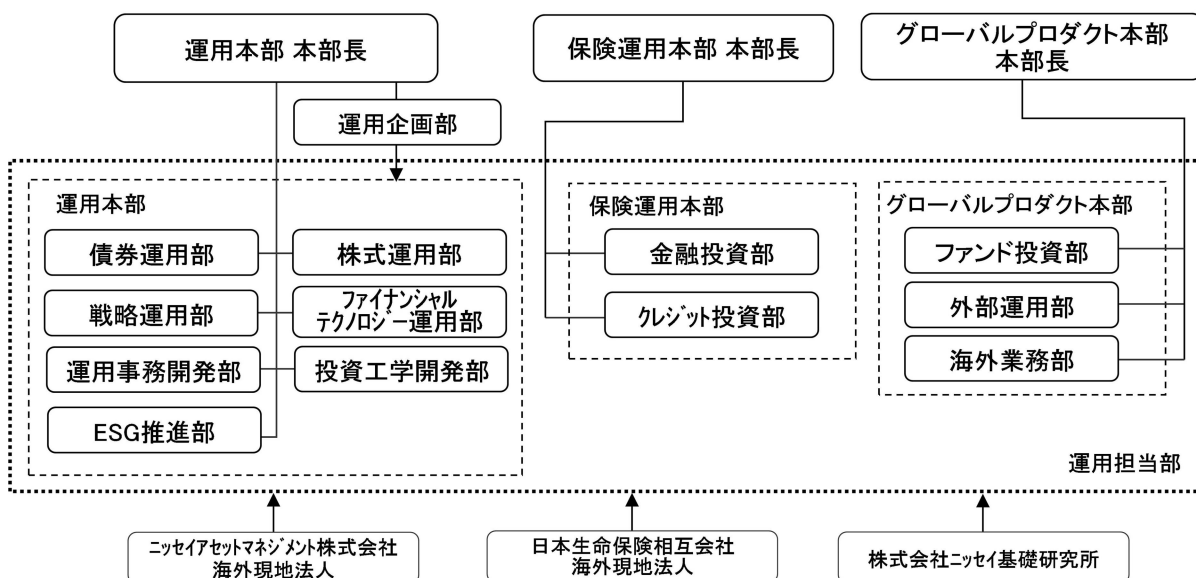 運用本部 本部長
保険運用本部 本部長
グローバルプロダクト本部
本部長
運用企画部
運用本部
債券運用部
株式運用部
戦略運用部
ファイナンシャル
テクノロジー運用部
運用事務開発部
投資工学開発部
ESG推進部
保険運用本部
金融投資部
クレジット投資部
グローバルプロダクト本部
ファンド投資部
外部運用部
海外業務部
運用担当部
ニッセイアセットマネジメント株式会社
海外現地法人
日本生命保険相互会社
海外現地法人
株式会社ニッセイ基礎研究所